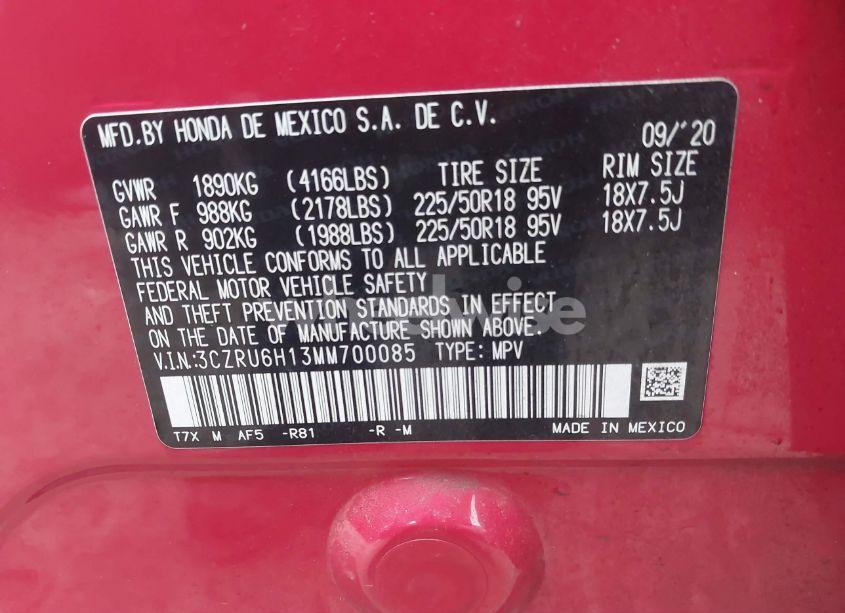 MFD.BY HONDA DE MEXICO S.A. DE C.V. 09/'20
GVWR 1890KG (4166LBS) TIRE SIZE RIM SIZE
GAWR F 988KG (2178LBS) 225/50R18 95V 18X7.5J
GAWR R 902KG (1988LBS) 225/50R18 95V 18X7.5J
THIS VEHICLE CONFORMS TO ALL APPLICABLE
FEDERAL MOTOR VEHICLE SAFETY
AND THEFT PREVENTION STANDARDS IN EFFECT
ON THE DATE OF MANUFACTURE SHOWN ABOVE.
V.I.N.:3CZRU6H13MM700085 TYPE: MPV
T7X M AF5 -R81 -R -M MADE IN MEXICO